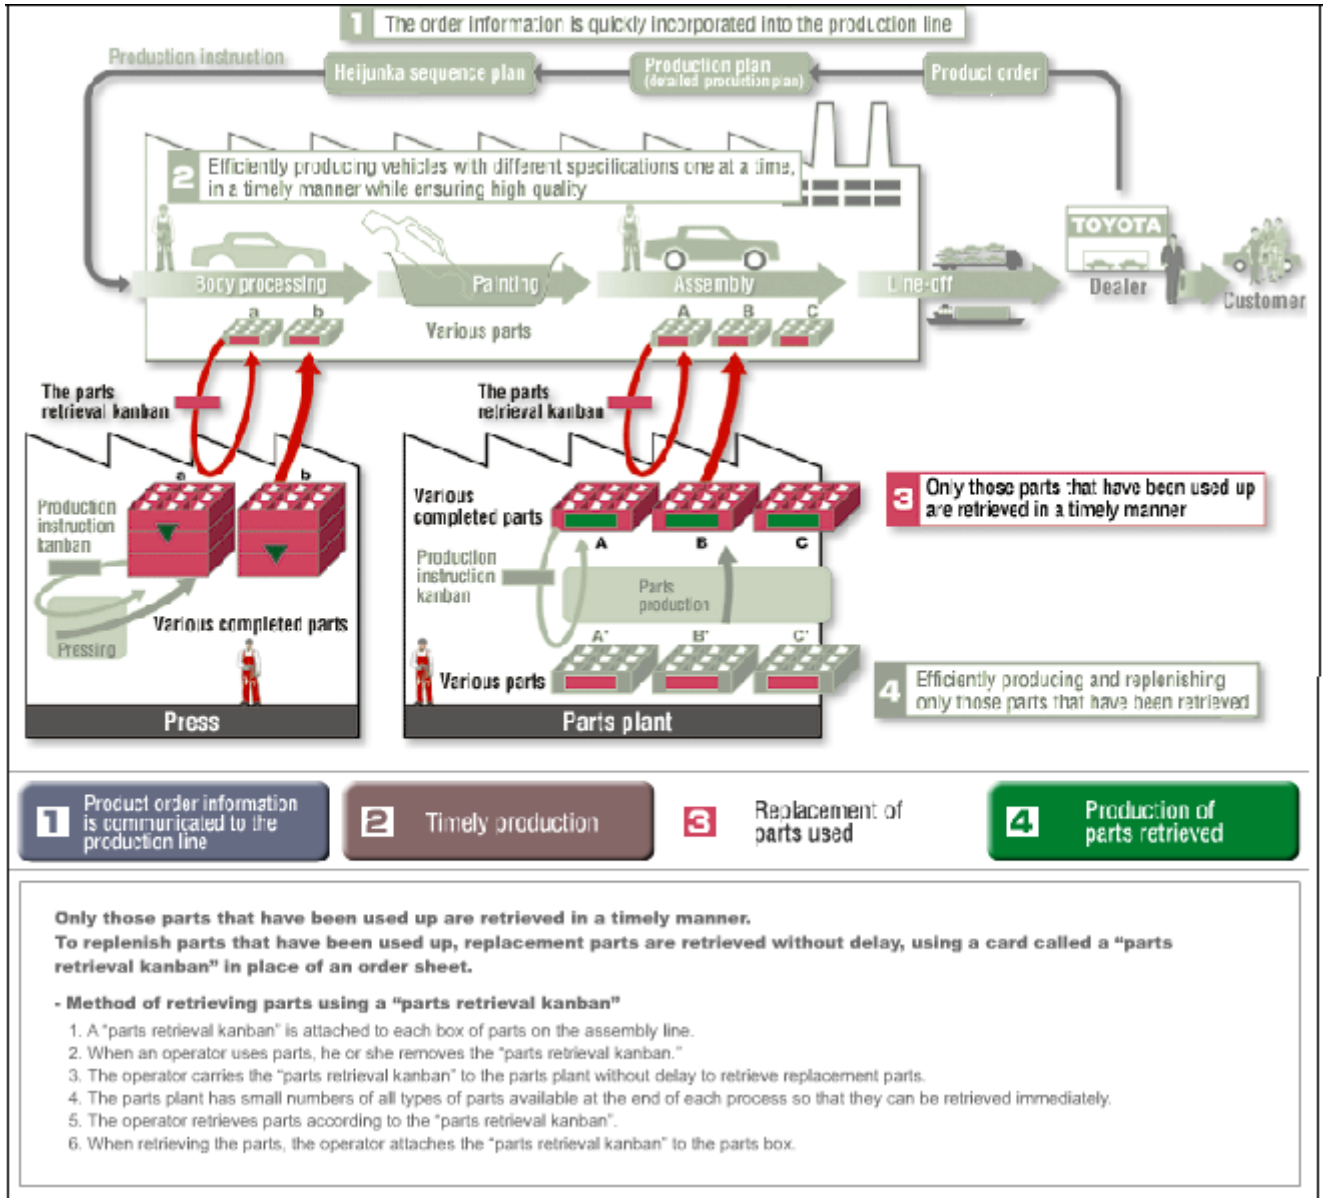 1 The order information is quickly incorporated into the production line
Production instruction
Heijunka sequence plan
Production plan
(detailed procuction plan)
Product order
2 Efficiently producing vehicles with different specifications one at a time,
in a timely manner while ensuring high quality
TOYOTA
Body processing
Painting
Assembly
Line-off
Dealer
Customer
a b
Various parts
A B C
The parts
retrieval kanban
The parts
retrieval kanban
a b
Production
instruction
kanban
Various completed parts
Pressing
Press
Various
completed parts
A B C
Production
instruction
kanban
Parts
production
A' B' C'
Various parts
Parts plant
3 Only those parts that have been used up
are retrieved in a timely manner
4 Efficiently producing and replenishing
only those parts that have been retrieved
1 Product order information
is communicated to the
production line
2 Timely production
3 Replacement of
parts used
4 Production of
parts retrieved
Only those parts that have been used up are retrieved in a timely manner.
To replenish parts that have been used up, replacement parts are retrieved without delay, using a card called a “parts
retrieval kanban” in place of an order sheet.
- Method of retrieving parts using a “parts retrieval kanban”
1. A “parts retrieval kanban” is attached to each box of parts on the assembly line.
2. When an operator uses parts, he or she removes the “parts retrieval kanban.”
3. The operator carries the “parts retrieval kanban” to the parts plant without delay to retrieve replacement parts.
4. The parts plant has small numbers of all types of parts available at the end of each process so that they can be retrieved immediately.
5. The operator retrieves parts according to the “parts retrieval kanban”.
6. When retrieving the parts, the operator attaches the “parts retrieval kanban” to the parts box.